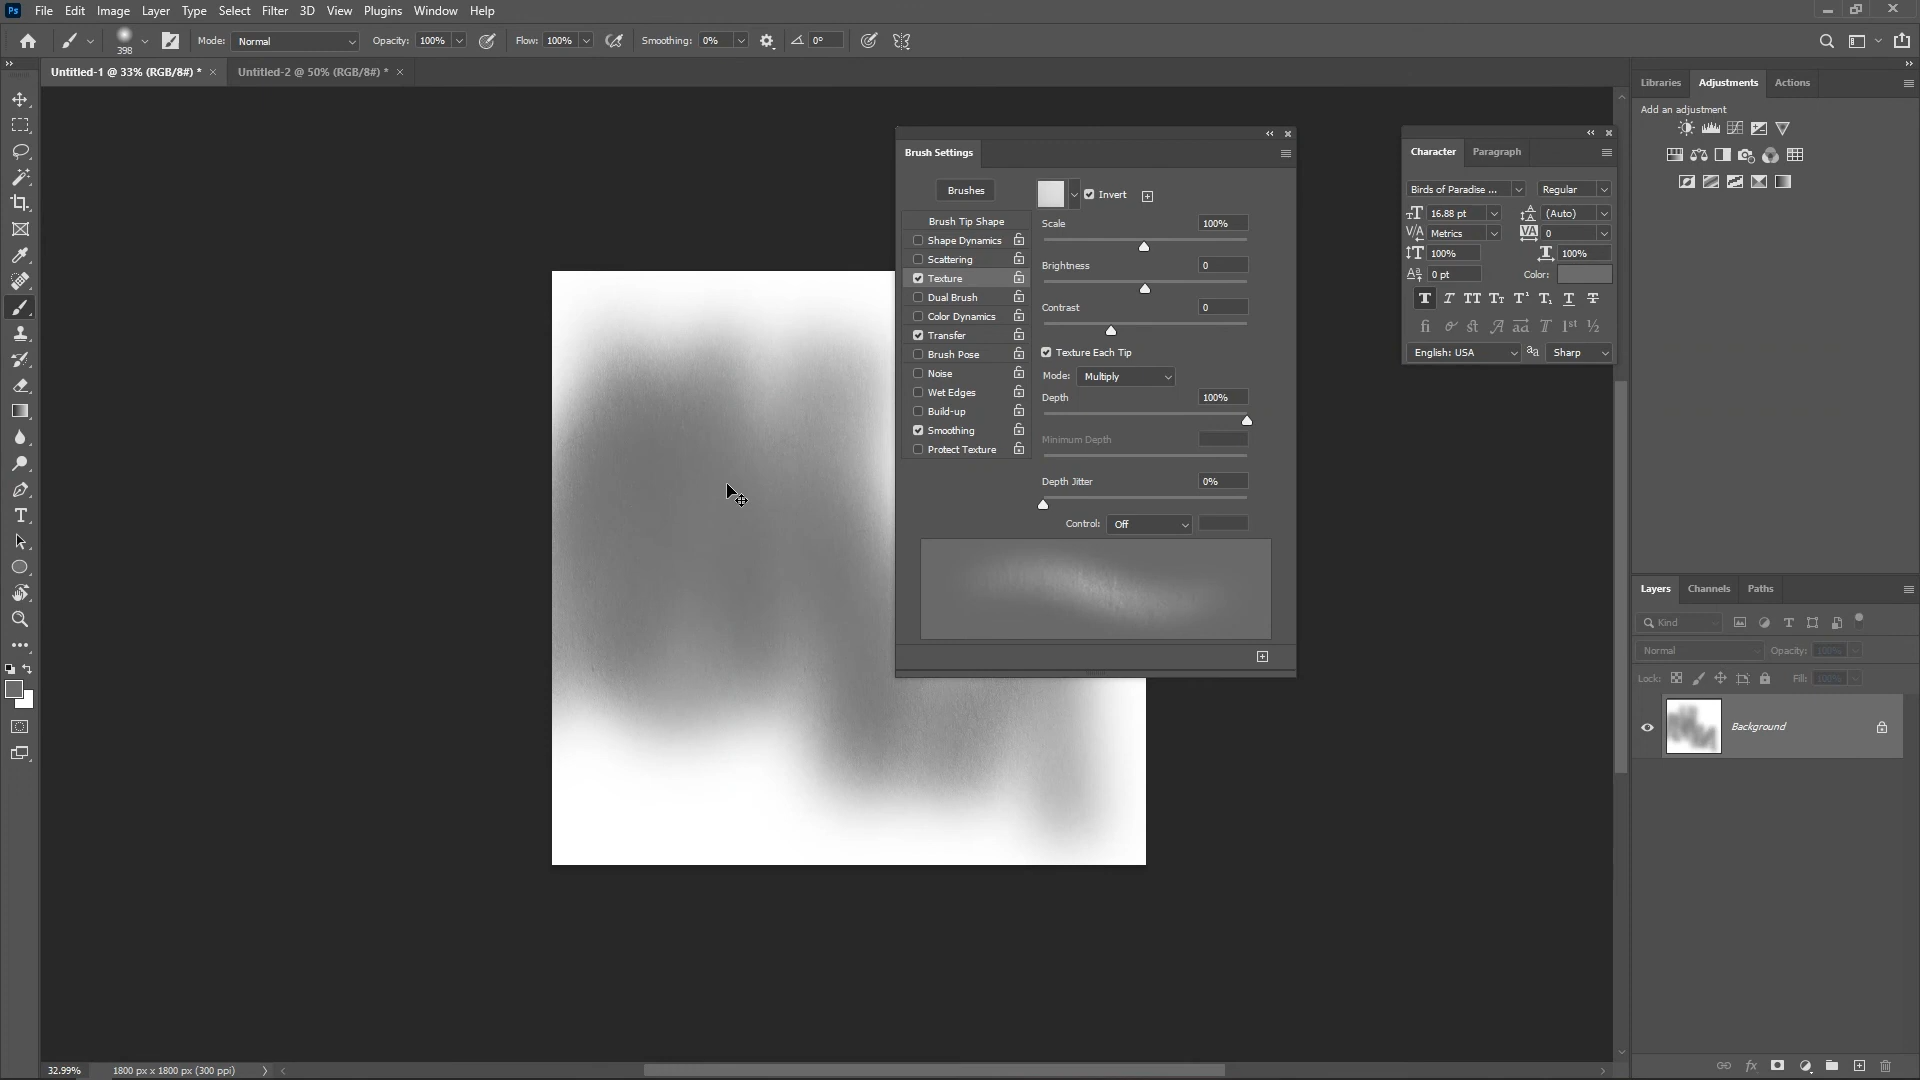 Ps File Edit Image Layer Type Select Filter 3D View Plugins Window Help
398 Mode: Normal Opacity: 100% Flow: 100% Smoothing: 0% 0°
Untitled-1 @ 33% (RGB/8#) * Untitled-2 @ 50% (RGB/8#) *
Libraries Adjustments Actions
Add an adjustment
Brush Settings
Brushes
Invert
Brush Tip Shape
Shape Dynamics
Scattering
Texture
Dual Brush
Color Dynamics
Transfer
Brush Pose
Noise
Wet Edges
Build-up
Smoothing
Protect Texture
Scale 100%
Brightness 0
Contrast 0
Texture Each Tip
Mode: Multiply
Depth 100%
Minimum Depth
Depth Jitter 0%
Control: Off
Character Paragraph
Birds of Paradise ... Regular
16.88 pt (Auto)
Metrics 0
100% 100%
0 pt Color:
English: USA Sharp
Layers Channels Paths
Kind
Normal Opacity: 100%
Lock: Fill: 100%
Background
32.99% 1800 px x 1800 px (300 ppi)